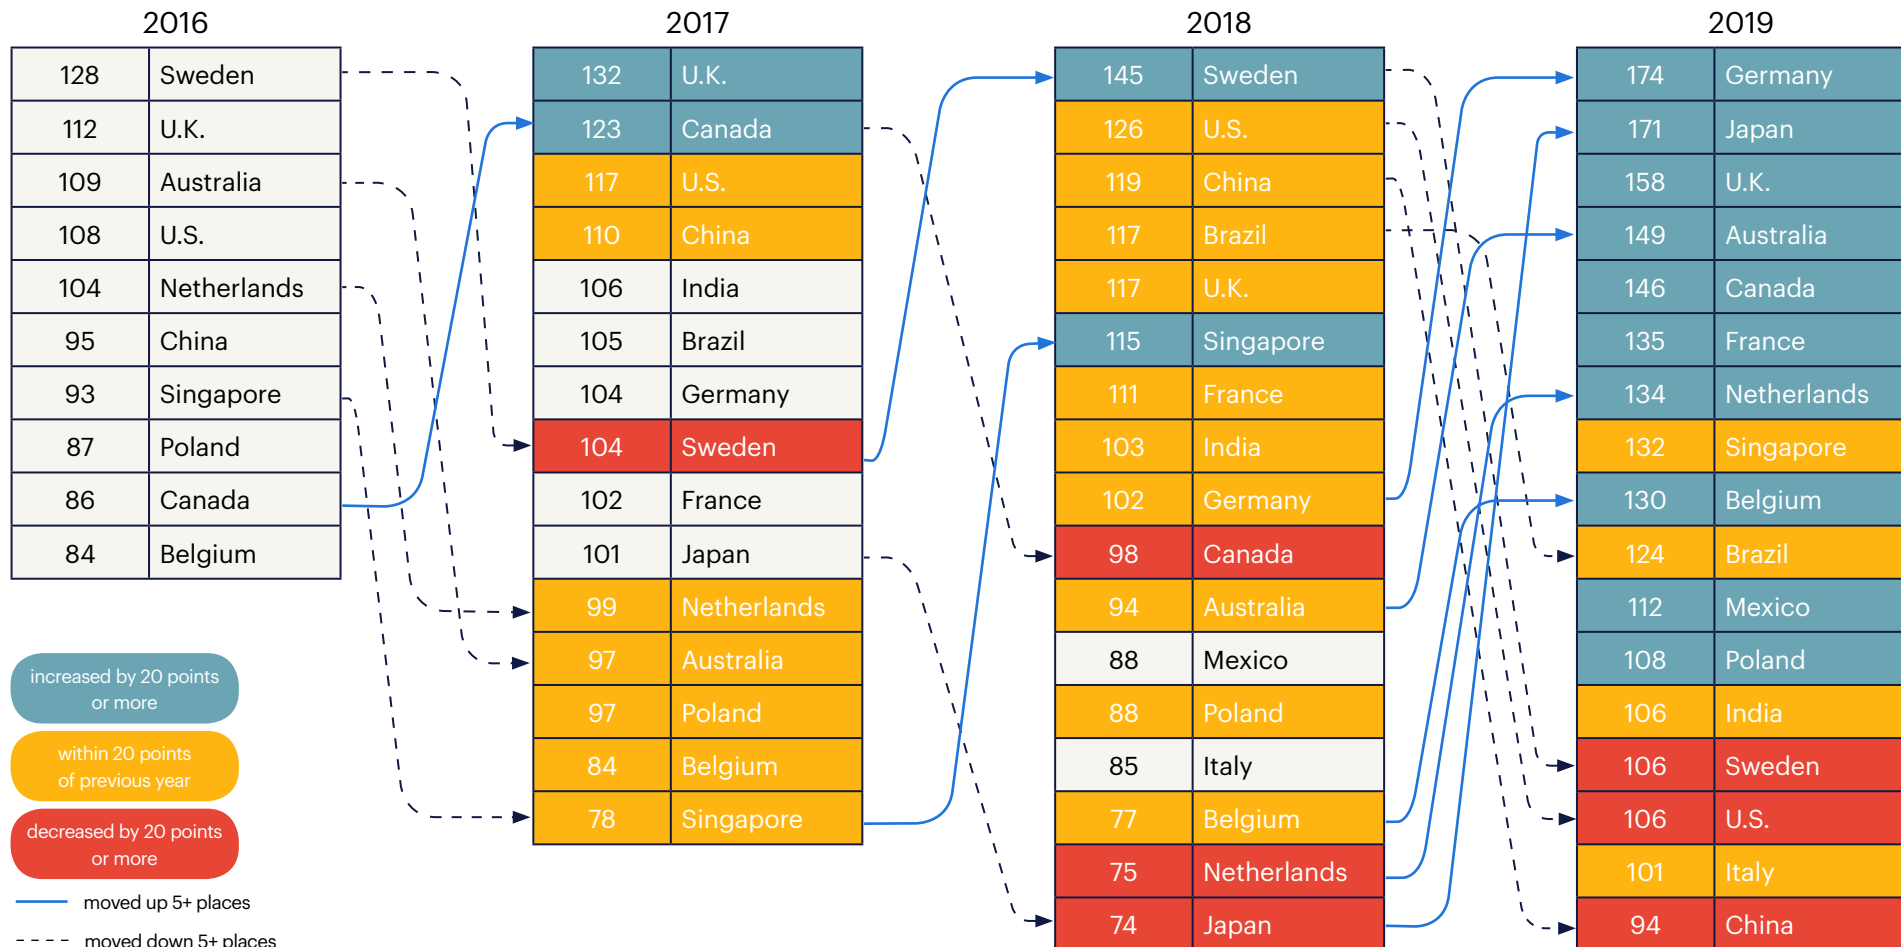 2016
128 Sweden
112 U.K.
109 Australia
108 U.S.
104 Netherlands
95 China
93 Singapore
87 Poland
86 Canada
84 Belgium
2017
132 U.K.
123 Canada
117 U.S.
110 China
106 India
105 Brazil
104 Germany
104 Sweden
102 France
101 Japan
99 Netherlands
97 Australia
97 Poland
84 Belgium
78 Singapore
2018
145 Sweden
126 U.S.
119 China
117 Brazil
117 U.K.
115 Singapore
111 France
103 India
102 Germany
98 Canada
94 Australia
88 Mexico
88 Poland
85 Italy
77 Belgium
75 Netherlands
74 Japan
2019
174 Germany
171 Japan
158 U.K.
149 Australia
146 Canada
135 France
134 Netherlands
132 Singapore
130 Belgium
124 Brazil
112 Mexico
108 Poland
106 India
106 Sweden
106 U.S.
101 Italy
94 China
increased by 20 points
or more
within 20 points
of previous year
decreased by 20 points
or more
moved up 5+ places
moved down 5+ places